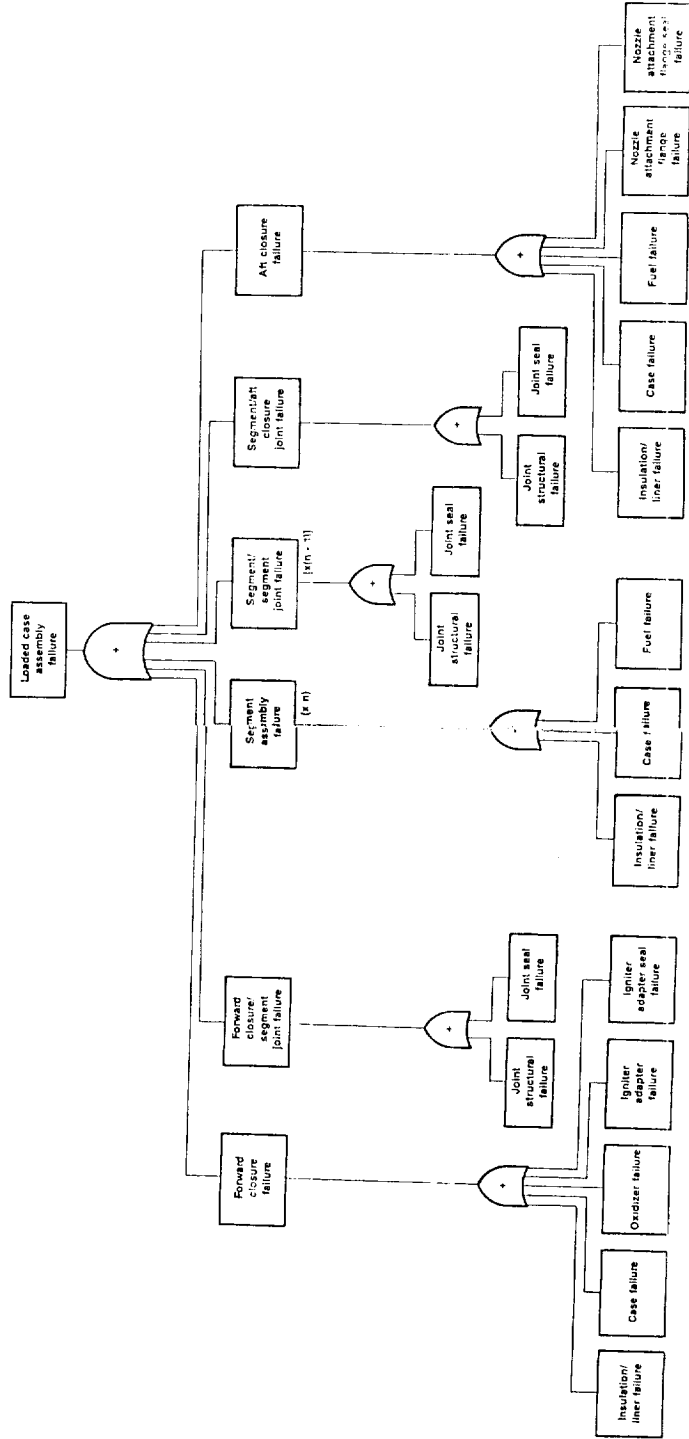 Loaded case
assembly
failure
+
Forward
closure
failure
Forward
closure/
segment
joint failure
Segment
assembly
failure
(x n)
Segment/
segment
joint failure
[x(n - 1)]
Segment/aft
closure
joint failure
Aft closure
failure
+
Insulation/
liner failure
Case failure
Oxidizer failure
Igniter
adapter
failure
Igniter
adapter seal
failure
+
Joint
structural
failure
Joint seal
failure
Insulation/
liner failure
Case failure
Fuel failure
+
Joint
structural
failure
Joint seal
failure
+
Joint
structural
failure
Joint seal
failure
+
Insulation/
liner failure
Case failure
Fuel failure
Nozzle
attachment
flange
failure
Nozzle
attachment
flange seal
failure